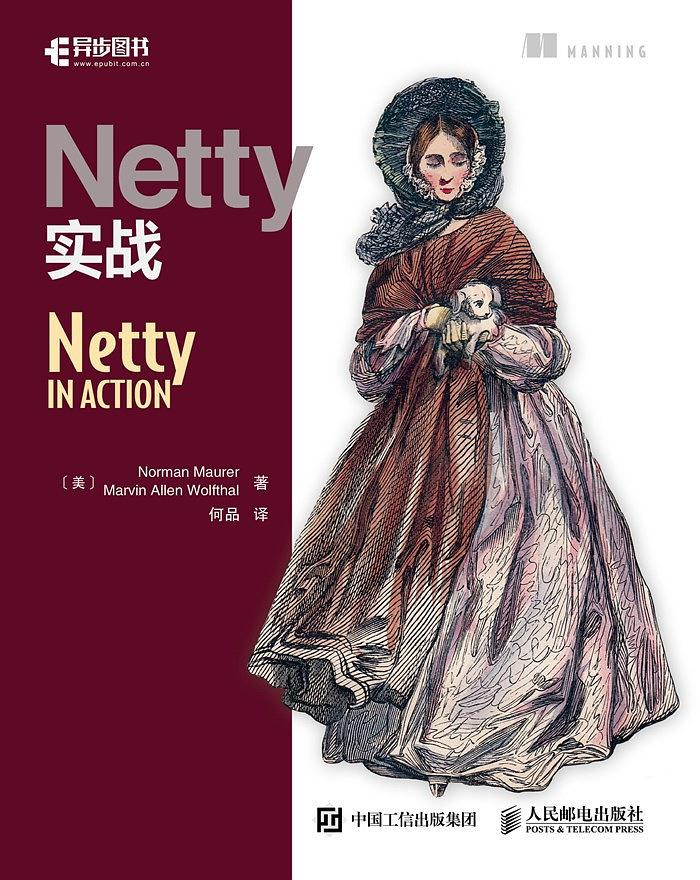 异步图书
www.epubit.com.cn
MANNING
Netty
实战
Netty
IN ACTION
〔美〕 Norman Maurer
Marvin Allen Wolfthal 著
何品 译
中国工信出版集团
人民邮电出版社
POSTS & TELECOM PRESS